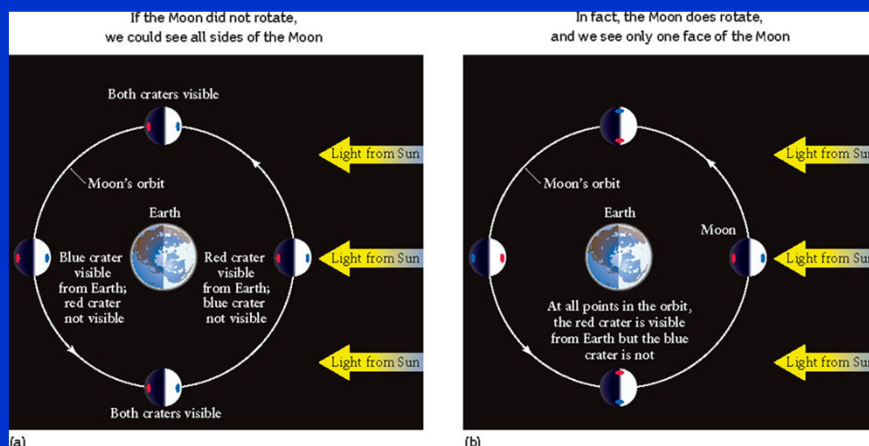 If the Moon did not rotate,
we could see all sides of the Moon
Both craters visible
Light from Sun
Moon's orbit
Earth
Blue crater
visible
from Earth;
red crater
not visible
Red crater
visible
from Earth;
blue crater
not visible
Light from Sun
Light from Sun
Both craters visible
(a)
In fact, the Moon does rotate,
and we see only one face of the Moon
Light from Sun
Moon's orbit
Earth
Moon
Light from Sun
At all points in the orbit,
the red crater is visible
from Earth but the blue
crater is not
Light from Sun
(b)